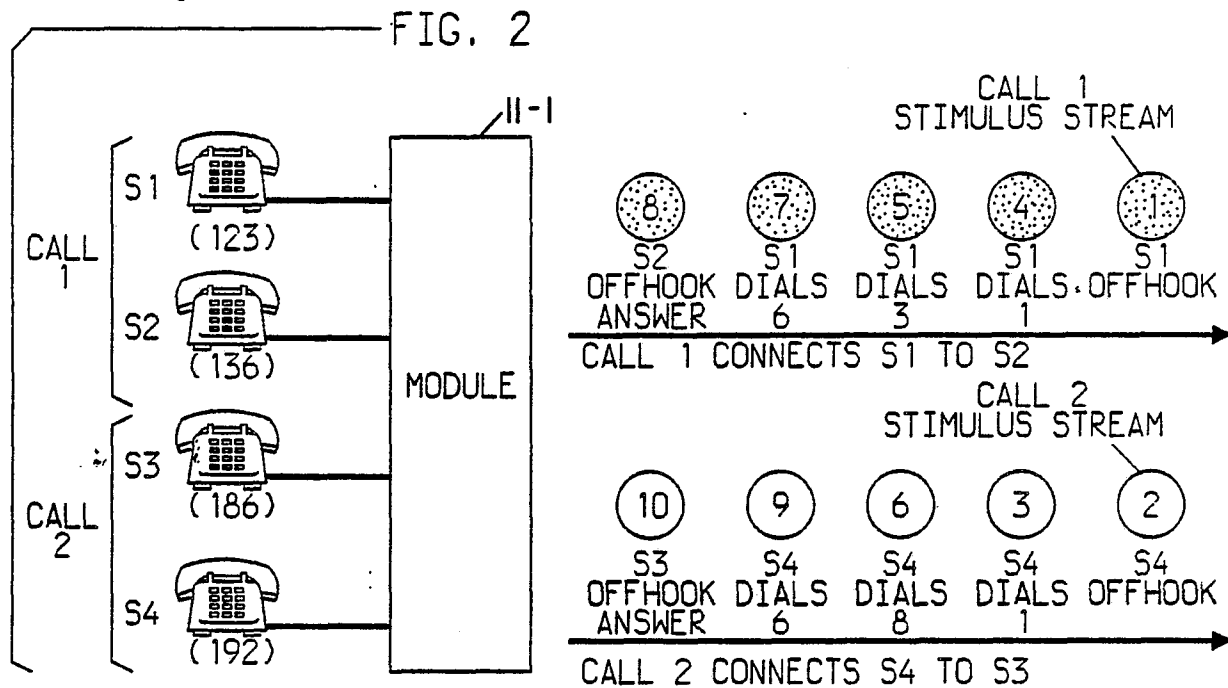 FIG. 2
11-1
CALL 1
S1
(123)
S2
(136)
CALL 2
S3
(186)
S4
(192)
MODULE
CALL 1
STIMULUS STREAM
8 7 5 4 1
S2 S1 S1 S1 S1
OFFHOOK DIALS DIALS DIALS OFFHOOK
ANSWER 6 3 1
CALL 1 CONNECTS S1 TO S2
CALL 2
STIMULUS STREAM
10 9 6 3 2
S3 S4 S4 S4 S4
OFFHOOK DIALS DIALS DIALS OFFHOOK
ANSWER 6 8 1
CALL 2 CONNECTS S4 TO S3